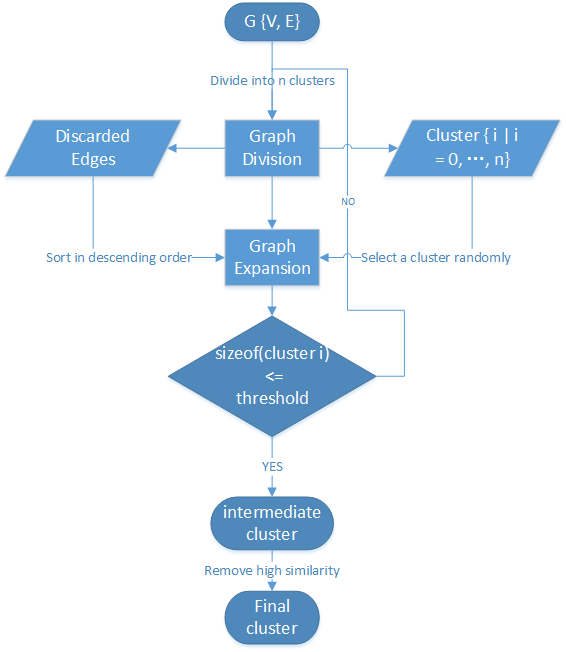 G {V, E}
Divide into n clusters
Discarded
Edges
Graph
Division
Cluster { i | i
= 0, ···, n}
NO
Sort in descending order
Graph
Expansion
Select a cluster randomly
sizeof(cluster i)
<=
threshold
YES
intermediate
cluster
Remove high similarity
Final
cluster